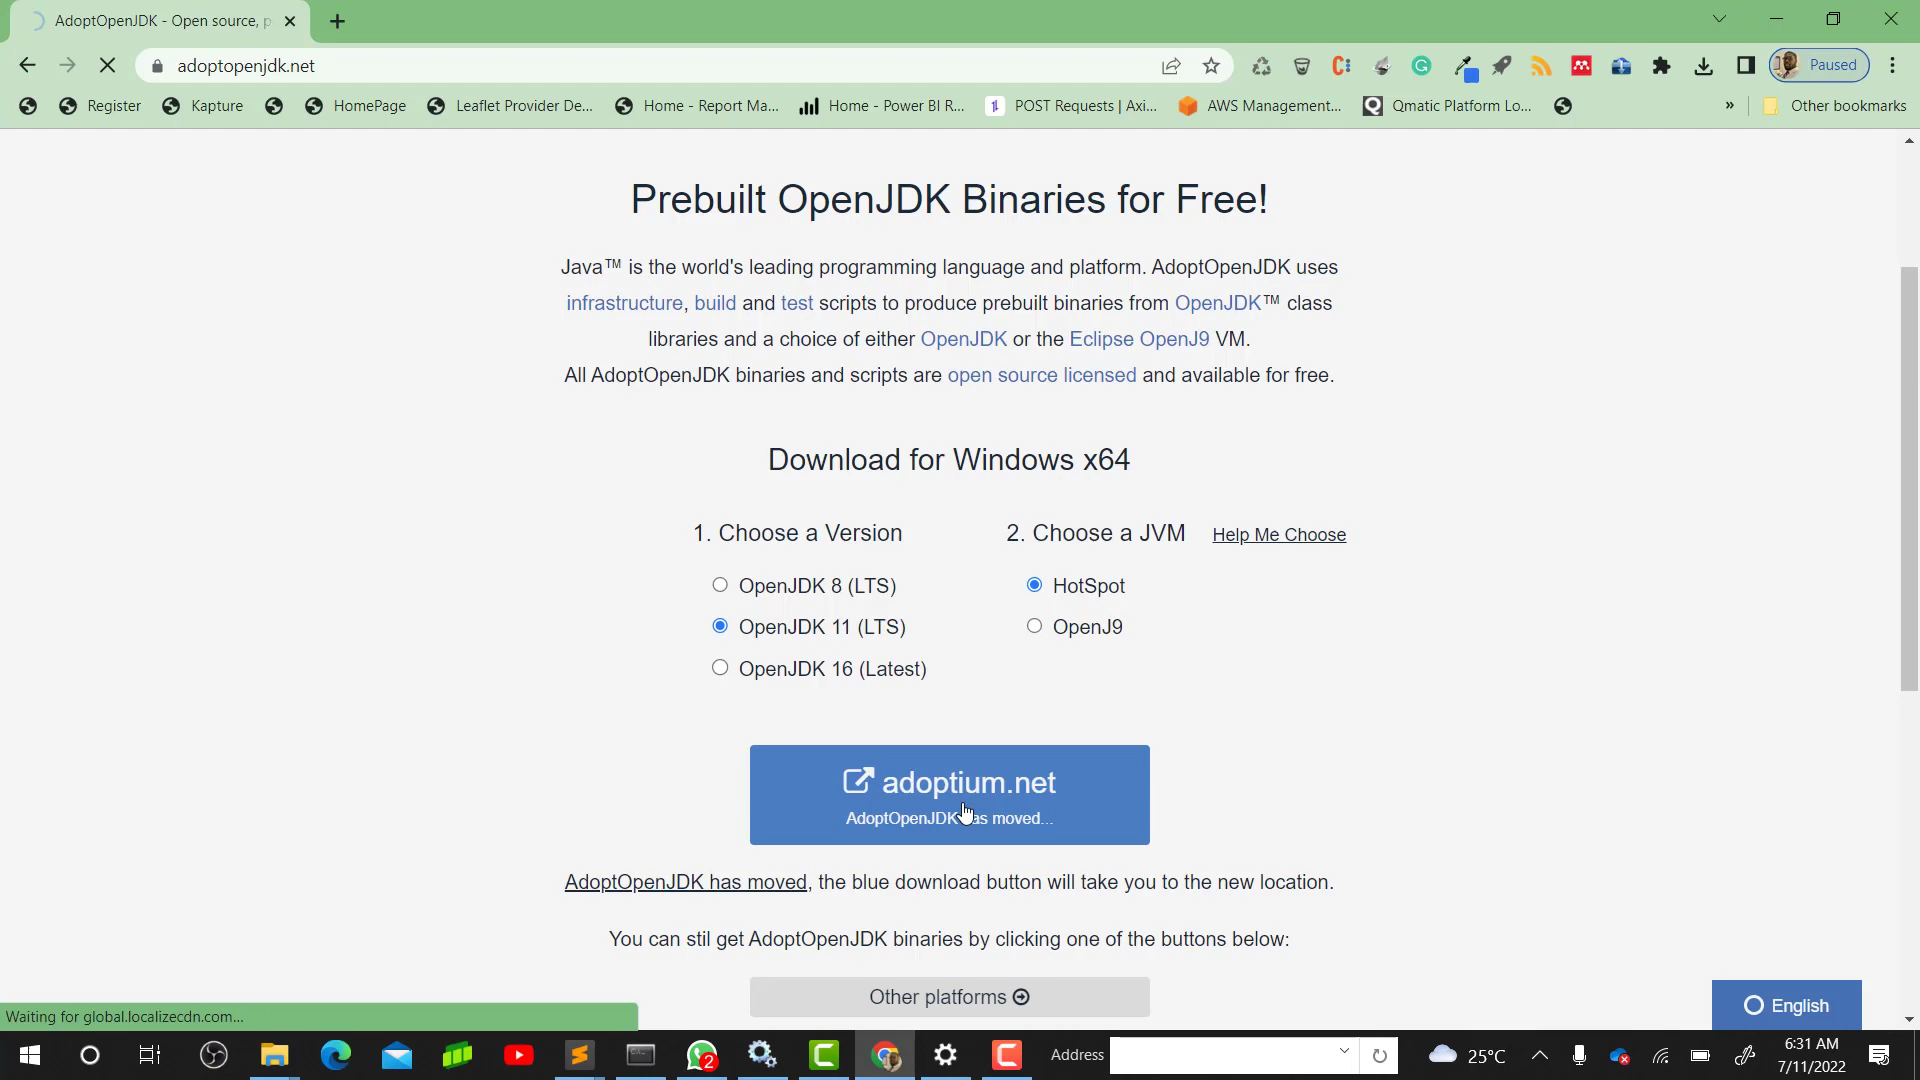 AdoptOpenJDK - Open source, p
adoptopenjdk.net
Paused
Register
Kapture
HomePage
Leaflet Provider De...
Home - Report Ma...
Home - Power BI R...
POST Requests | Axi...
AWS Management...
Qmatic Platform Lo...
»
Other bookmarks
Prebuilt OpenJDK Binaries for Free!
Java™ is the world's leading programming language and platform. AdoptOpenJDK uses
infrastructure, build and test scripts to produce prebuilt binaries from OpenJDK™ class
libraries and a choice of either OpenJDK or the Eclipse OpenJ9 VM.
All AdoptOpenJDK binaries and scripts are open source licensed and available for free.
Download for Windows x64
1. Choose a Version
2. Choose a JVM
Help Me Choose
OpenJDK 8 (LTS)
HotSpot
OpenJDK 11 (LTS)
OpenJ9
OpenJDK 16 (Latest)
adoptium.net
AdoptOpenJDK has moved...
AdoptOpenJDK has moved, the blue download button will take you to the new location.
You can stil get AdoptOpenJDK binaries by clicking one of the buttons below:
Other platforms
English
Waiting for global.localizecdn.com...
2
Address
25°C
6:31 AM
7/11/2022